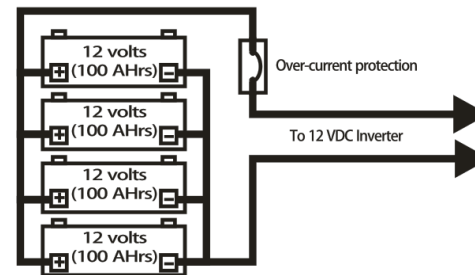 12 volts
(100 AHrs)
+ −
12 volts
(100 AHrs)
+ −
12 volts
(100 AHrs)
+ −
12 volts
(100 AHrs)
+ −
Over-current protection
To 12 VDC Inverter